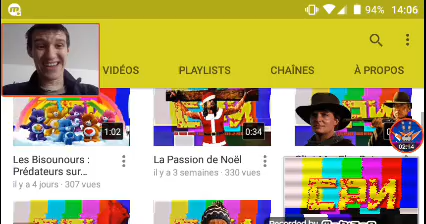 94% 14:06
VIDÉOS PLAYLISTS CHAÎNES À PROPOS
1:02 0:34
02:14
Les Bisounours : La Passion de Noël
Prédateurs sur... il y a 3 semaines · 330 vues
il y a 4 jours · 307 vues
Recorded by